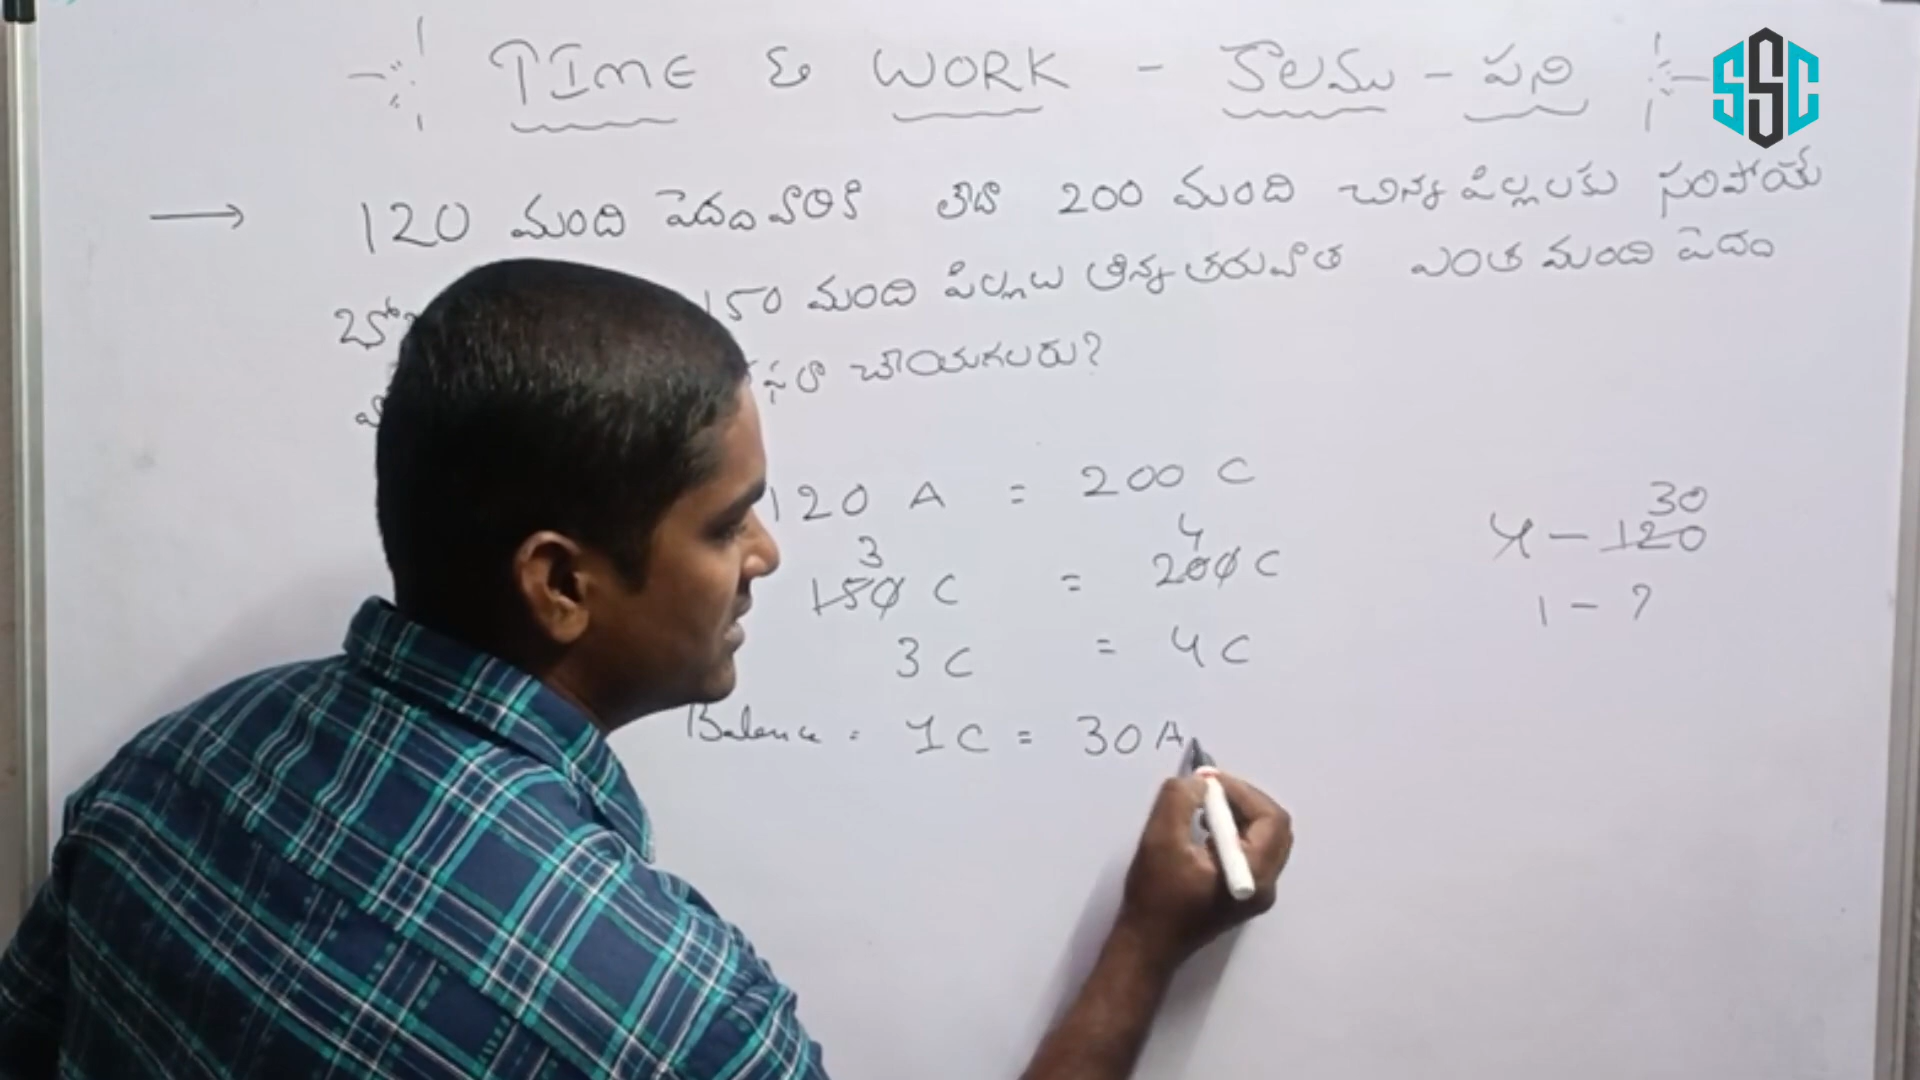 TIME & WORK - కాలము - పని
SSC
→ 120 మంది పెద్దవారికి లేదా 200 మంది చిన్న పిల్లలకు సరిపోయే
150 మంది పిల్లలు తిన్న తరువాత ఎంత మంది పెద్ద
చేయగలరు?
120 A = 200 C
3 4
150 C = 200 C
3 C = 4 C
Balance = 1 C = 30 A
30
4 - 120
1 - ?